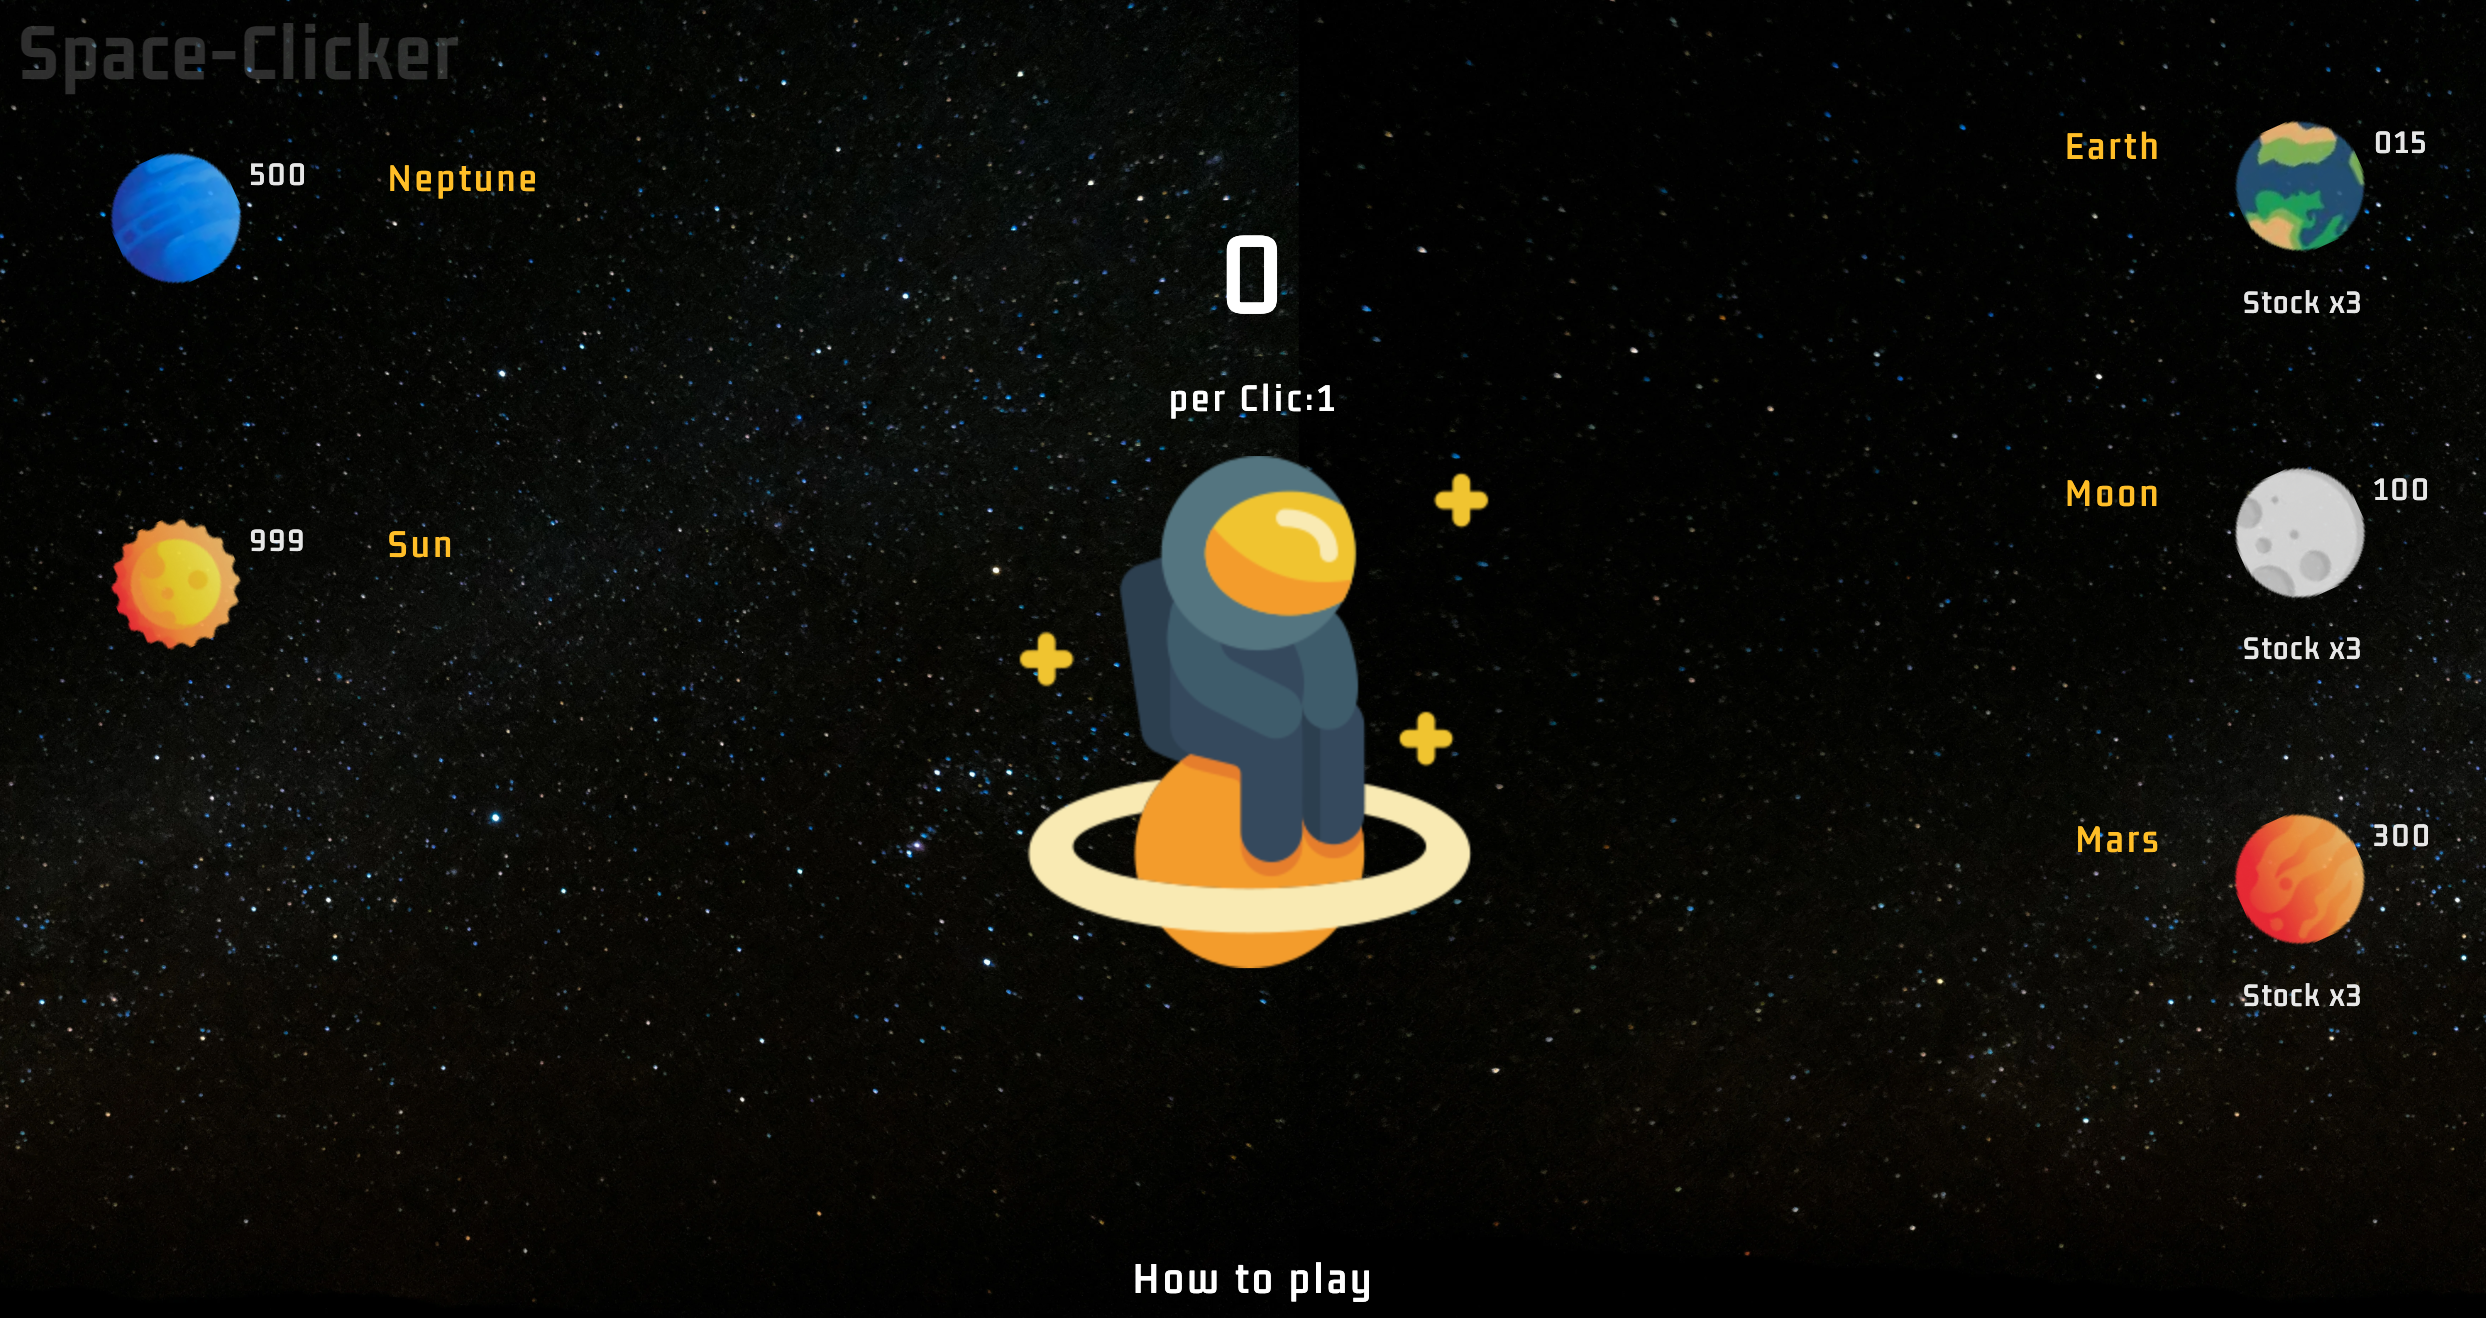 Space-Clicker
500
Neptune
999
Sun
0
per Clic:1
Earth
015
Stock x3
Moon
100
Stock x3
Mars
300
Stock x3
How to play